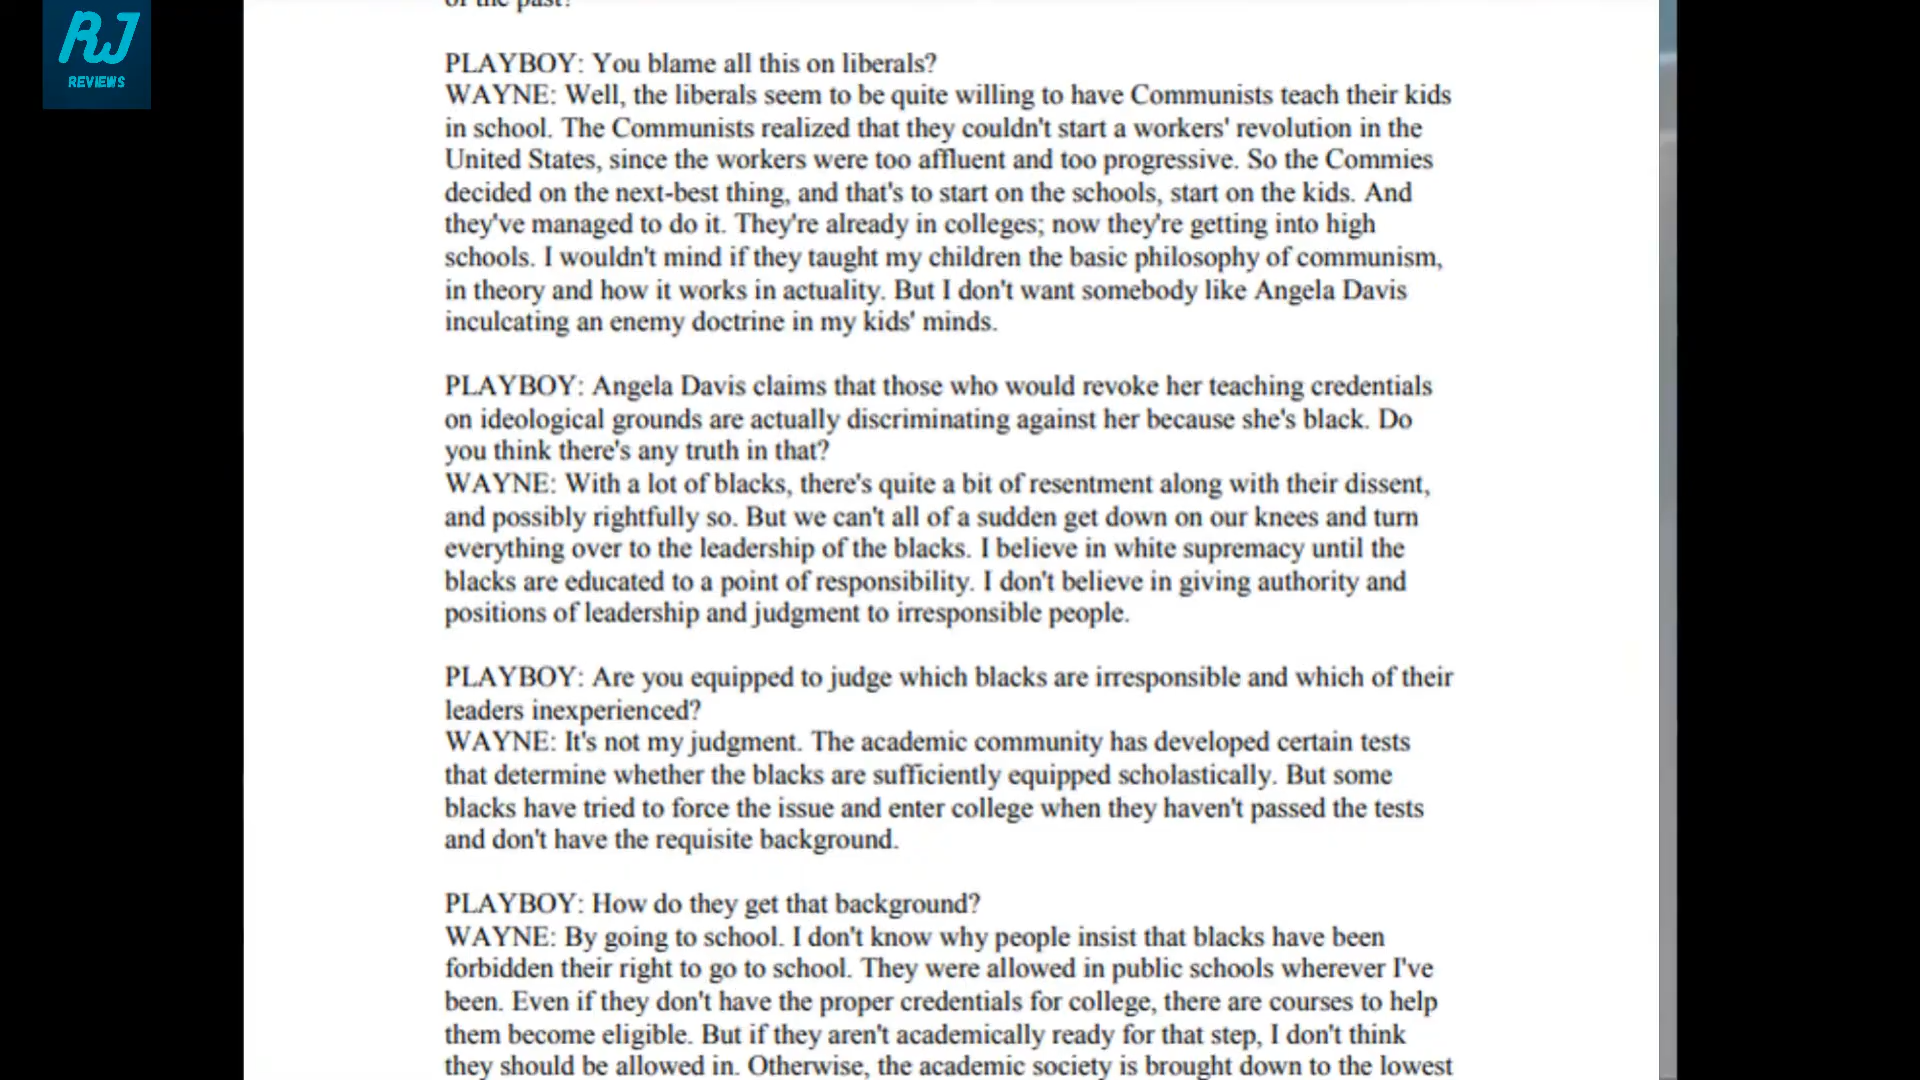 RJ
REVIEWS
of the past?
PLAYBOY: You blame all this on liberals?
WAYNE: Well, the liberals seem to be quite willing to have Communists teach their kids
in school. The Communists realized that they couldn't start a workers' revolution in the
United States, since the workers were too affluent and too progressive. So the Commies
decided on the next-best thing, and that's to start on the schools, start on the kids. And
they've managed to do it. They're already in colleges; now they're getting into high
schools. I wouldn't mind if they taught my children the basic philosophy of communism,
in theory and how it works in actuality. But I don't want somebody like Angela Davis
inculcating an enemy doctrine in my kids' minds.
PLAYBOY: Angela Davis claims that those who would revoke her teaching credentials
on ideological grounds are actually discriminating against her because she's black. Do
you think there's any truth in that?
WAYNE: With a lot of blacks, there's quite a bit of resentment along with their dissent,
and possibly rightfully so. But we can't all of a sudden get down on our knees and turn
everything over to the leadership of the blacks. I believe in white supremacy until the
blacks are educated to a point of responsibility. I don't believe in giving authority and
positions of leadership and judgment to irresponsible people.
PLAYBOY: Are you equipped to judge which blacks are irresponsible and which of their
leaders inexperienced?
WAYNE: It's not my judgment. The academic community has developed certain tests
that determine whether the blacks are sufficiently equipped scholastically. But some
blacks have tried to force the issue and enter college when they haven't passed the tests
and don't have the requisite background.
PLAYBOY: How do they get that background?
WAYNE: By going to school. I don't know why people insist that blacks have been
forbidden their right to go to school. They were allowed in public schools wherever I've
been. Even if they don't have the proper credentials for college, there are courses to help
them become eligible. But if they aren't academically ready for that step, I don't think
they should be allowed in. Otherwise, the academic society is brought down to the lowest